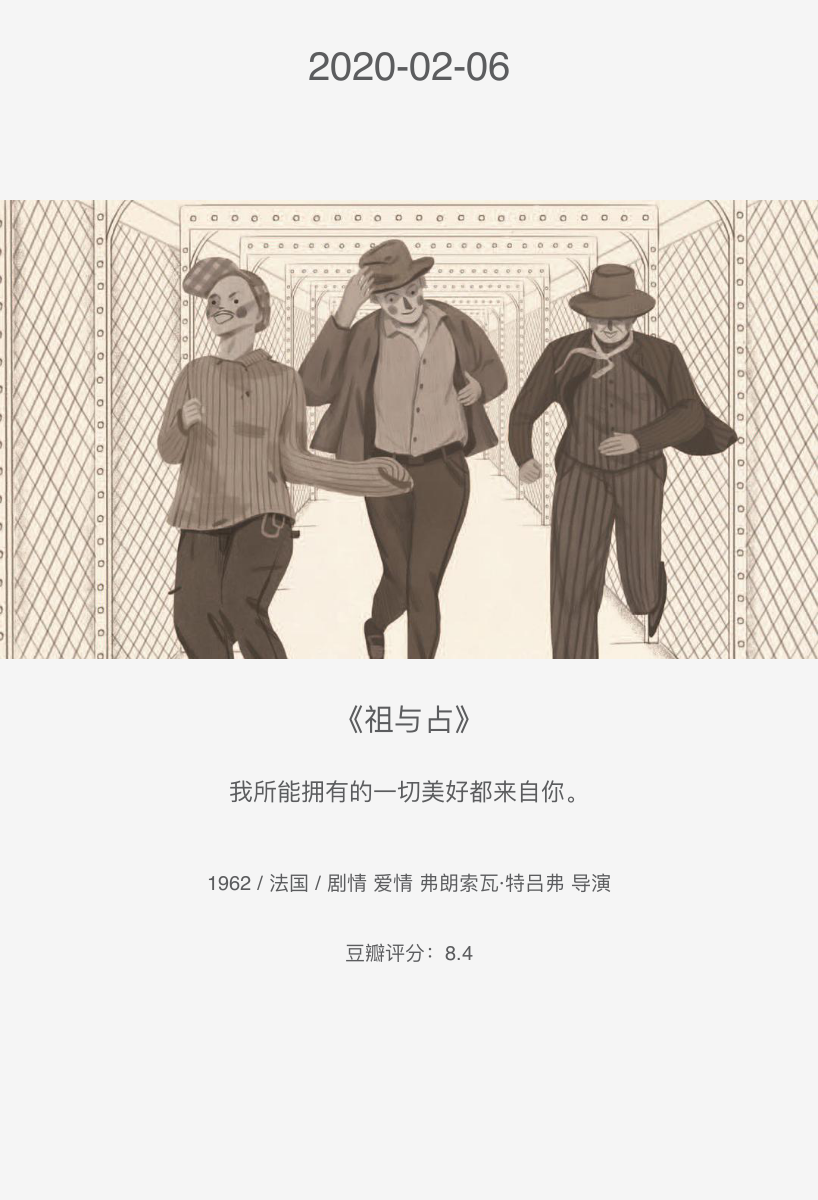 2020-02-06
《祖与占》
我所能拥有的一切美好都来自你。
1962 / 法国 / 剧情 爱情 弗朗索瓦·特吕弗 导演
豆瓣评分：8.4